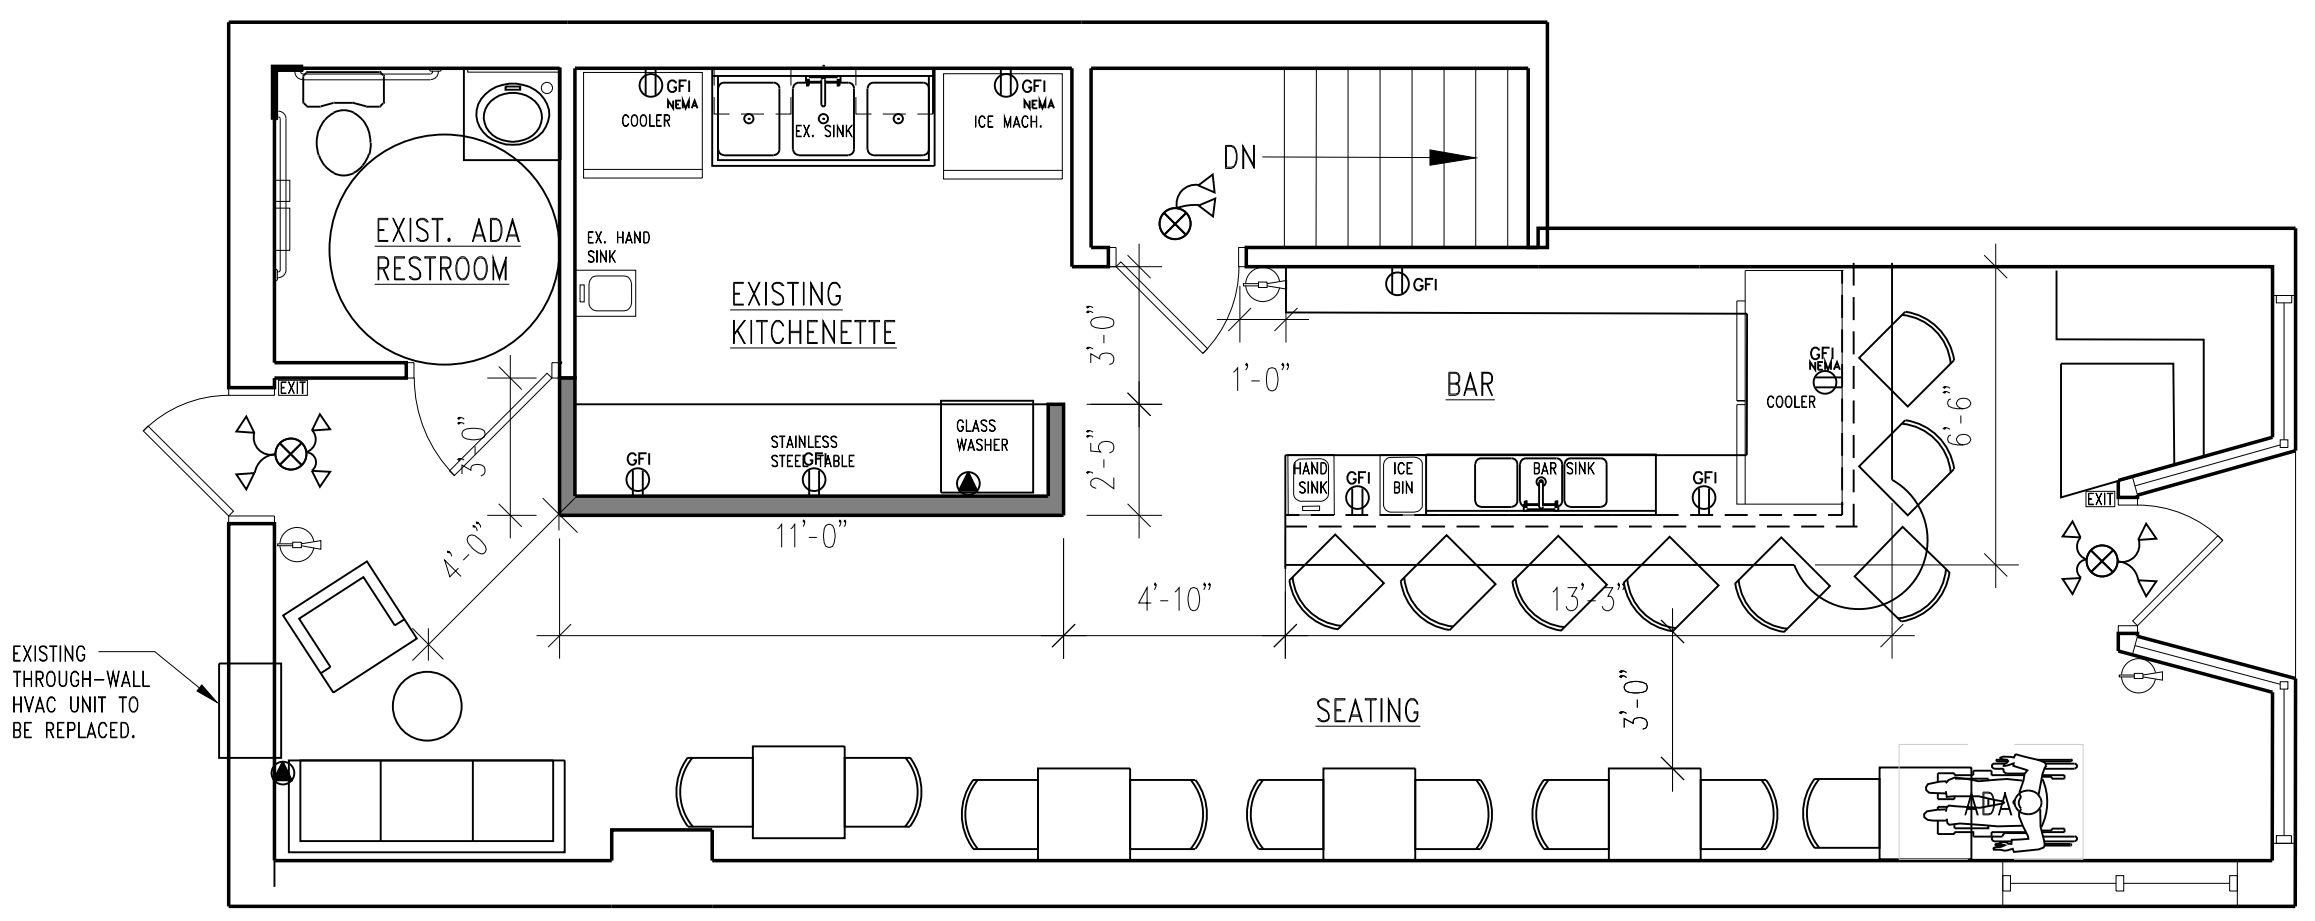 GFI
NEMA
COOLER
EX. SINK
GFI
NEMA
ICE MACH.
DN
EXIST. ADA
RESTROOM
EX. HAND
SINK
EXISTING
KITCHENETTE
GFI
3'-0"
1'-0"
BAR
GFI
NEMA
COOLER
6'-6"
EXIT
3'-0"
STAINLESS
STEEL TABLE
GFI
GFI
GLASS
WASHER
2'-5"
HAND
SINK
GFI
ICE
BIN
BAR SINK
GFI
EXIT
4'-0"
11'-0"
4'-10"
13'-3"
EXISTING
THROUGH-WALL
HVAC UNIT TO
BE REPLACED.
SEATING
3'-0"
ADA